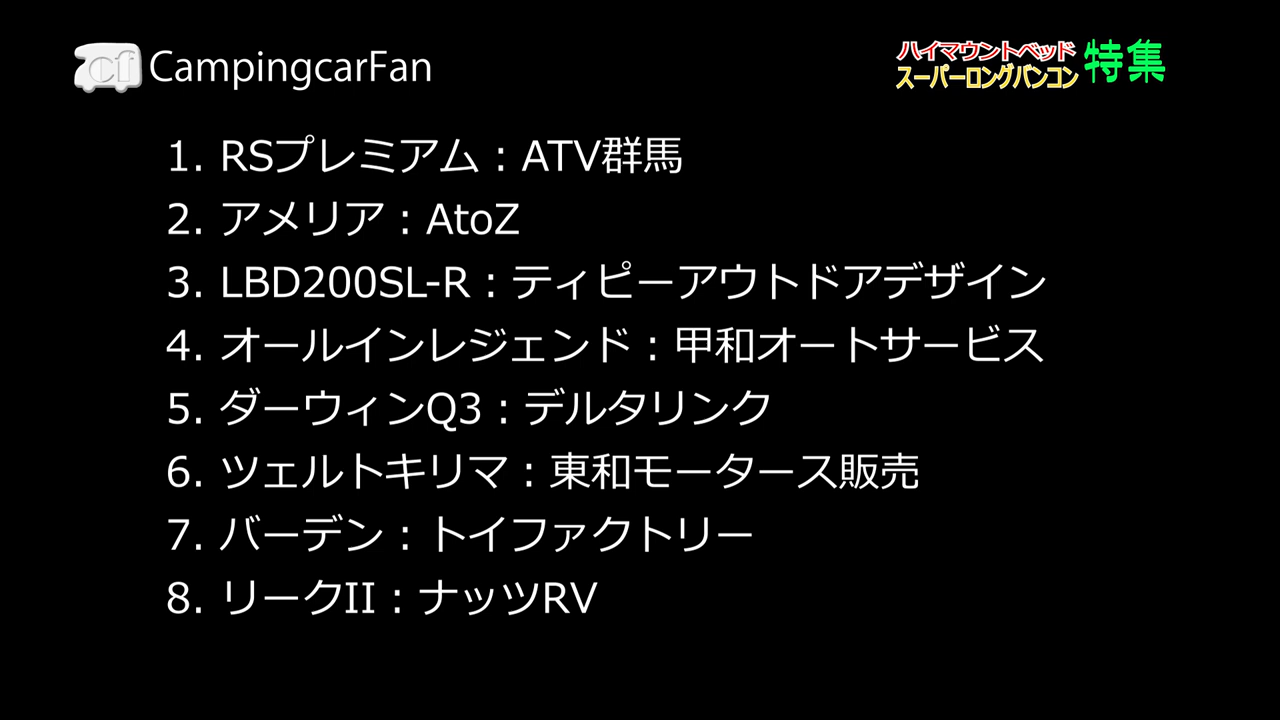 cf CampingcarFan
ハイマウントベッド
スーパーロングバンコン
特集
1. RSプレミアム：ATV群馬
2. アメリア：AtoZ
3. LBD200SL-R：ティピーアウトドアデザイン
4. オールインレジェンド：甲和オートサービス
5. ダーウィンQ3：デルタリンク
6. ツェルトキリマ：東和モータース販売
7. バーデン：トイファクトリー
8. リークII：ナッツRV